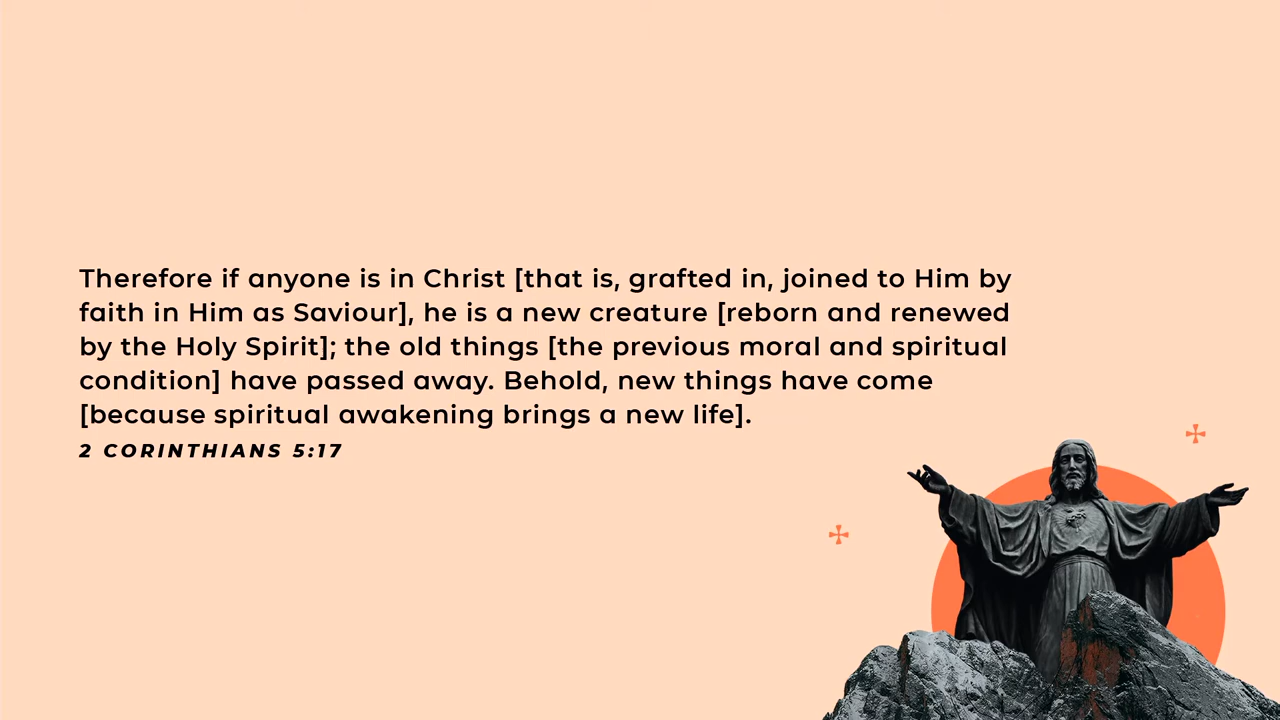 Therefore if anyone is in Christ [that is, grafted in, joined to Him by
faith in Him as Saviour], he is a new creature [reborn and renewed
by the Holy Spirit]; the old things [the previous moral and spiritual
condition] have passed away. Behold, new things have come
[because spiritual awakening brings a new life].
2 CORINTHIANS 5:17